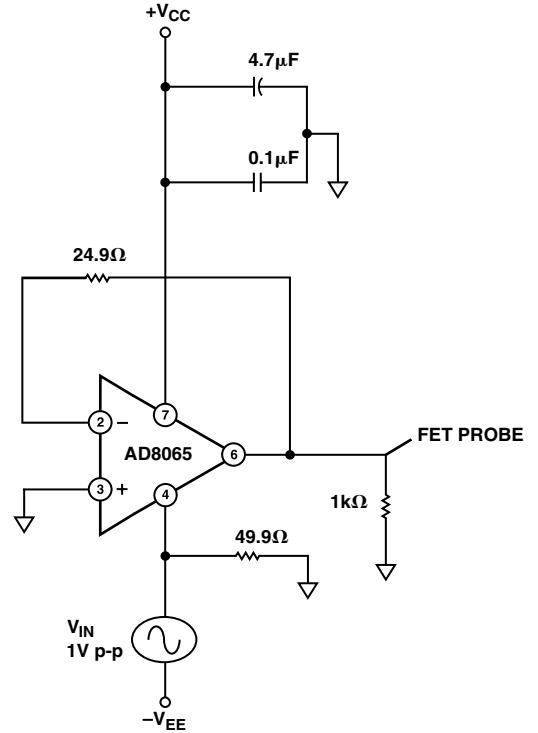 +VCC
4.7μF
0.1μF
24.9Ω
7
2 −
AD8065
6
FET PROBE
3 +
4
1kΩ
49.9Ω
VIN
1V p-p
−VEE